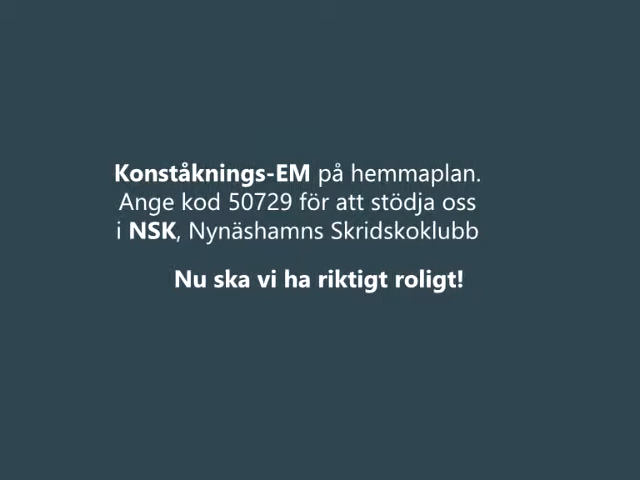 Konståknings-EM på hemmaplan.
Ange kod 50729 för att stödja oss
i NSK, Nynäshamns Skridskoklubb
Nu ska vi ha riktigt roligt!